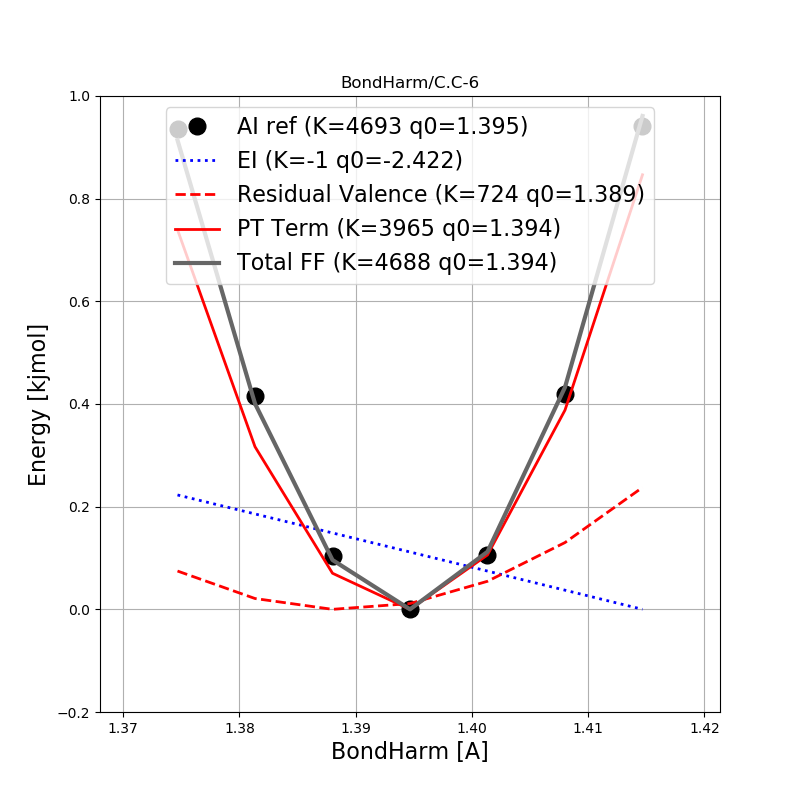 BondHarm/C.C-6
1.0
0.8
0.6
0.4
0.2
0.0
−0.2
Energy [kjmol]
AI ref (K=4693 q0=1.395)
EI (K=-1 q0=-2.422)
Residual Valence (K=724 q0=1.389)
PT Term (K=3965 q0=1.394)
Total FF (K=4688 q0=1.394)
1.37 1.38 1.39 1.40 1.41 1.42
BondHarm [A]